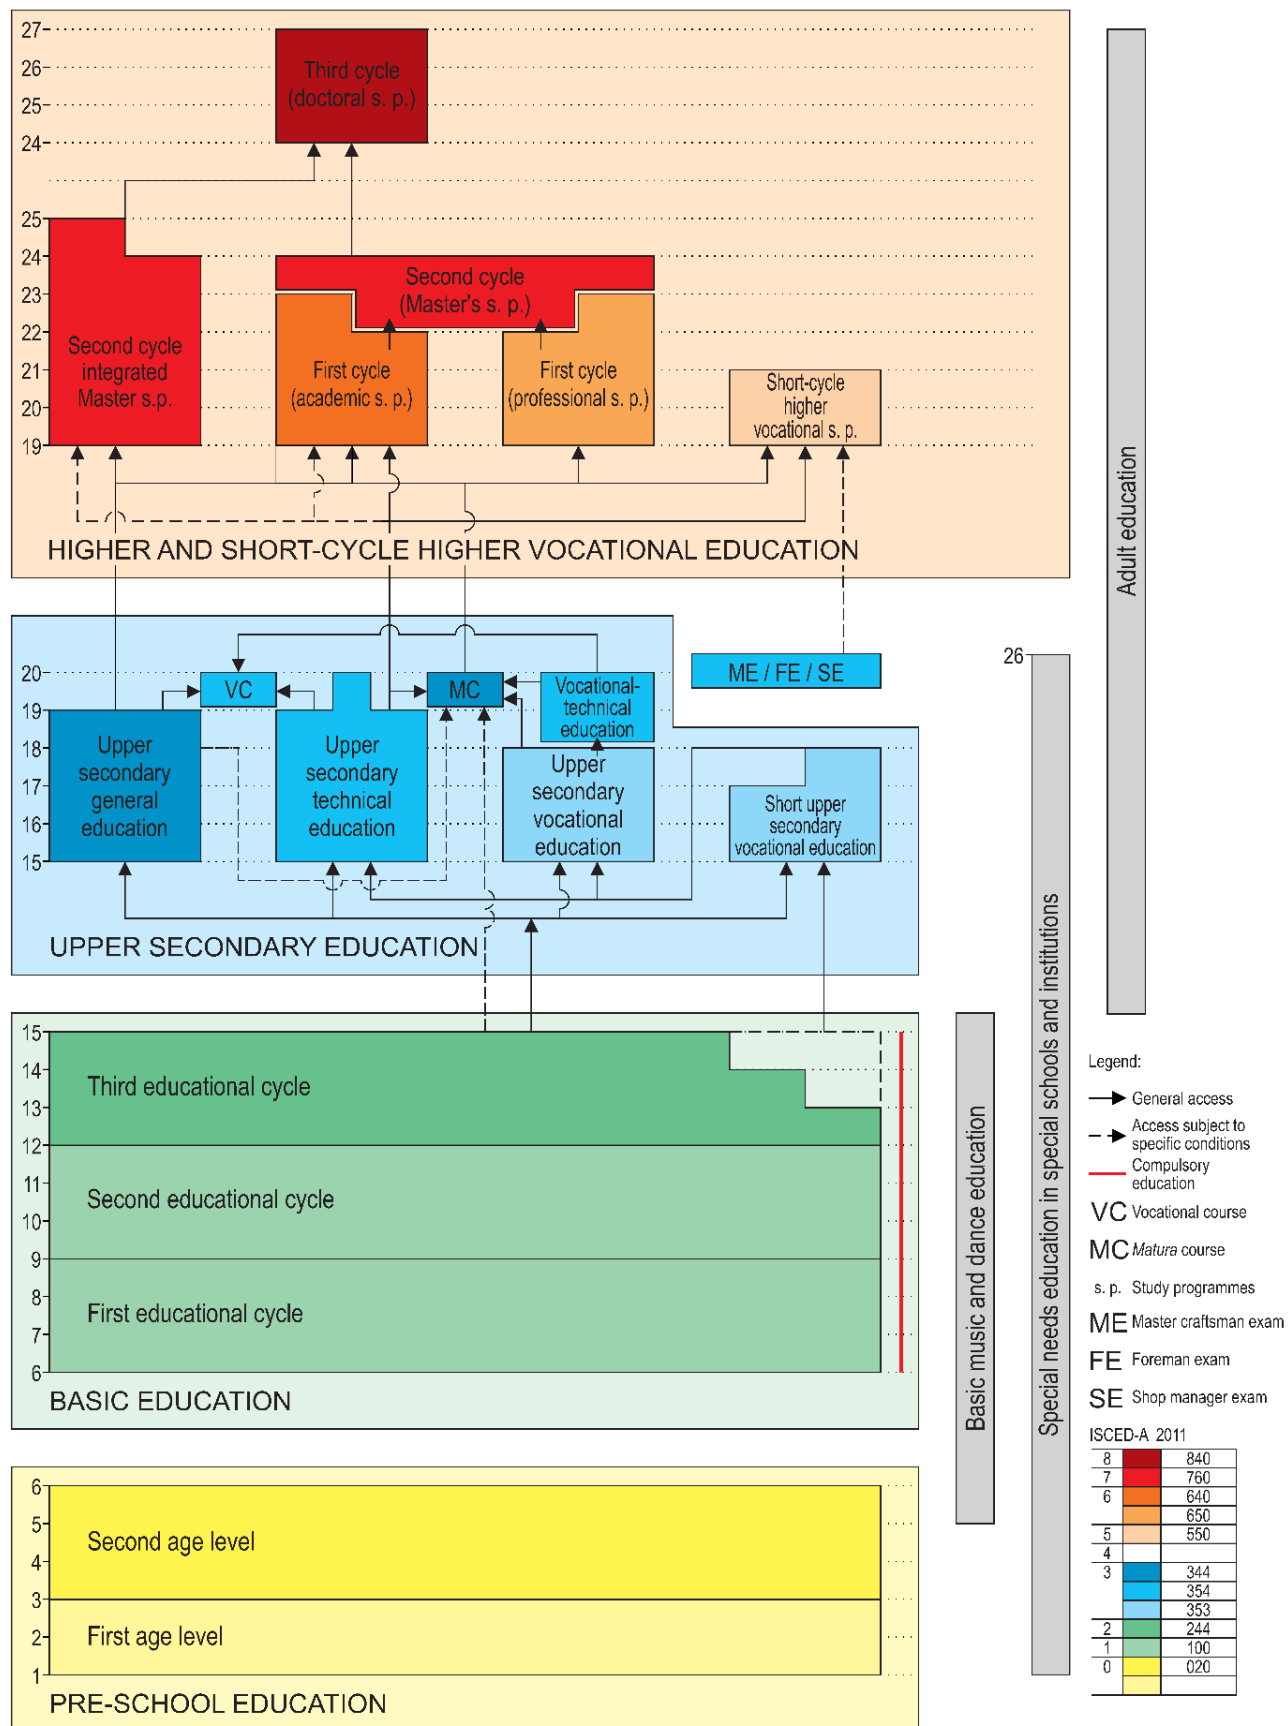 27
26
25
24
Third cycle
(doctoral s. p.)
25
24
23
22
21
20
19
Second cycle
integrated
Master s.p.
Second cycle
(Master's s. p.)
First cycle
(academic s. p.)
First cycle
(professional s. p.)
Short-cycle
higher
vocational s. p.
HIGHER AND SHORT-CYCLE HIGHER VOCATIONAL EDUCATION
20
19
18
17
16
15
VC
MC
Vocational-
technical
education
ME / FE / SE
Upper
secondary
general
education
Upper
secondary
technical
education
Upper
secondary
vocational
education
Short upper
secondary
vocational education
UPPER SECONDARY EDUCATION
15
14
13
12
11
10
9
8
7
6
Third educational cycle
Second educational cycle
First educational cycle
BASIC EDUCATION
6
5
4
3
2
1
Second age level
First age level
PRE-SCHOOL EDUCATION
Basic music and dance education
26
Special needs education in special schools and institutions
Adult education
Legend:
General access
Access subject to
specific conditions
Compulsory
education
VC Vocational course
MC Matura course
s. p. Study programmes
ME Master craftsman exam
FE Foreman exam
SE Shop manager exam
ISCED-A 2011
8 840
7 760
6 640
650
5 550
4
3 344
354
353
2 244
1 100
0 020